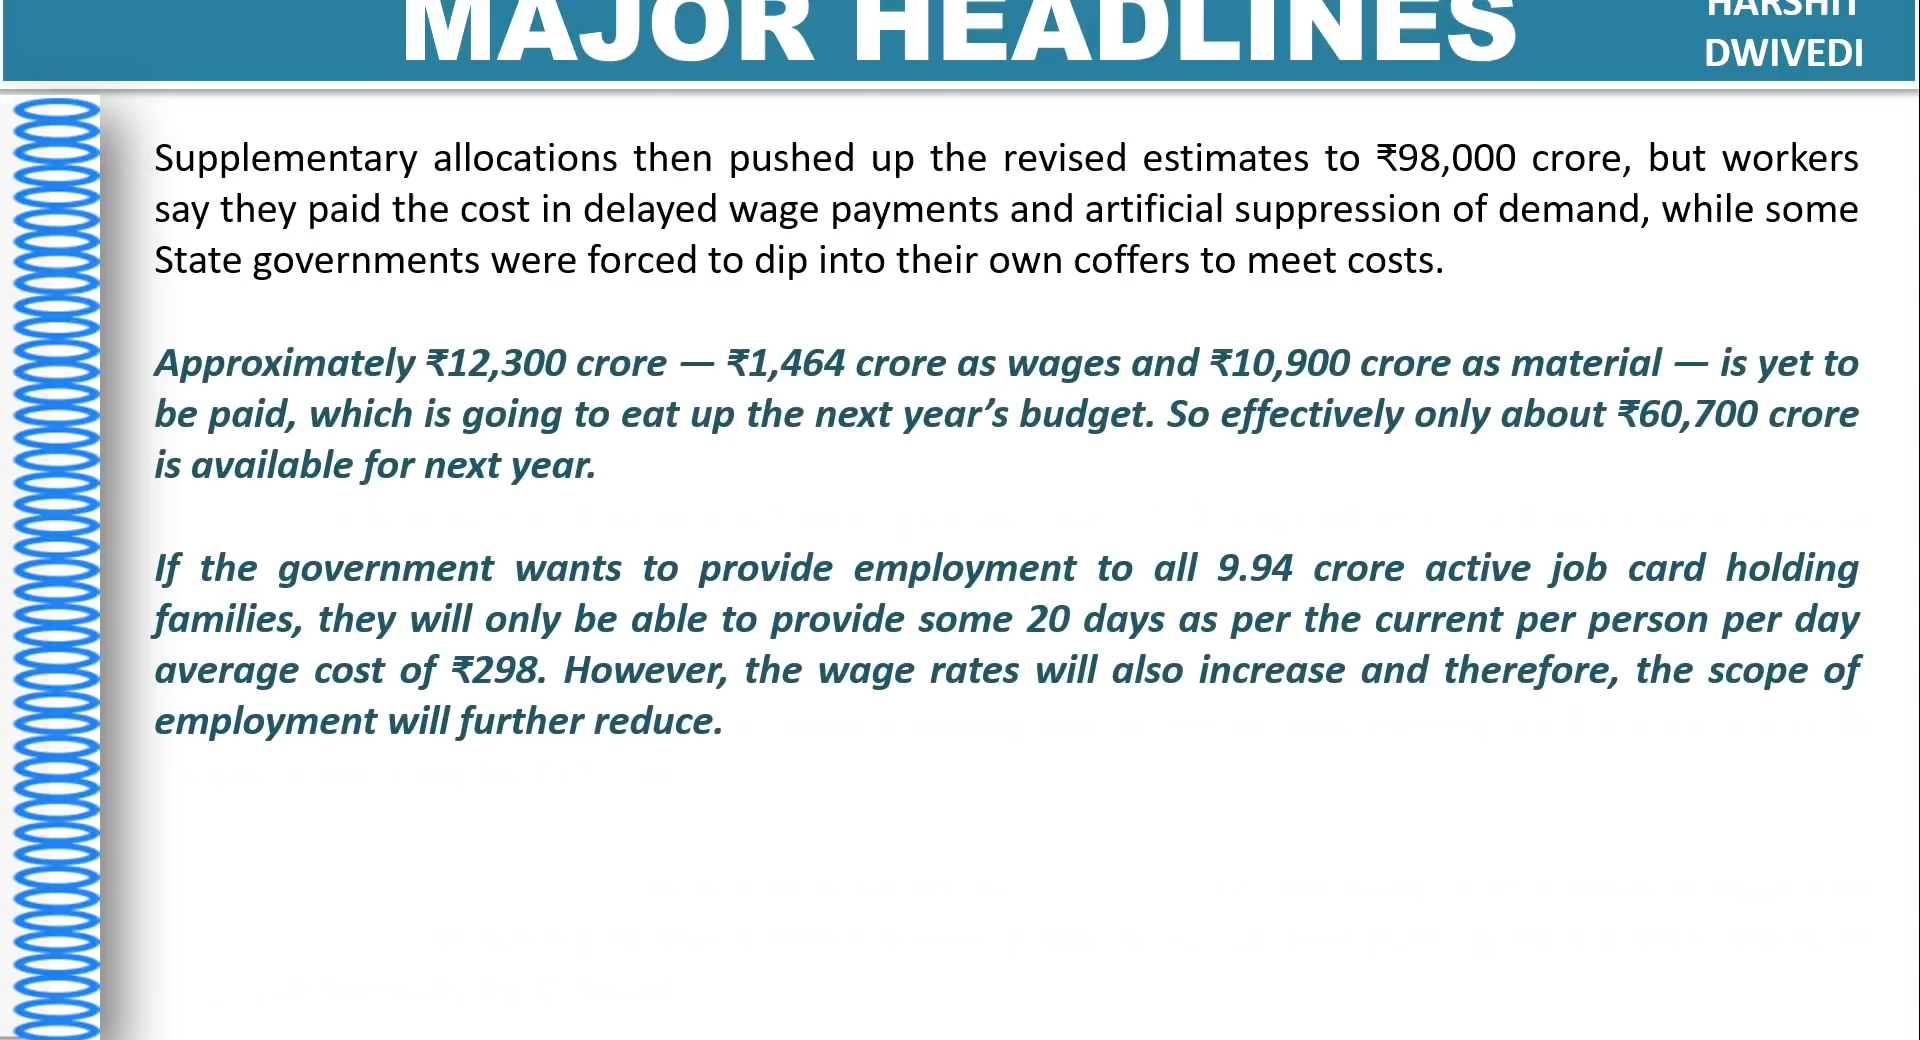 MAJOR HEADLINES
HARSHIT
DWIVEDI
Supplementary allocations then pushed up the revised estimates to ₹98,000 crore, but workers
say they paid the cost in delayed wage payments and artificial suppression of demand, while some
State governments were forced to dip into their own coffers to meet costs.
Approximately ₹12,300 crore — ₹1,464 crore as wages and ₹10,900 crore as material — is yet to
be paid, which is going to eat up the next year’s budget. So effectively only about ₹60,700 crore
is available for next year.
If the government wants to provide employment to all 9.94 crore active job card holding
families, they will only be able to provide some 20 days as per the current per person per day
average cost of ₹298. However, the wage rates will also increase and therefore, the scope of
employment will further reduce.